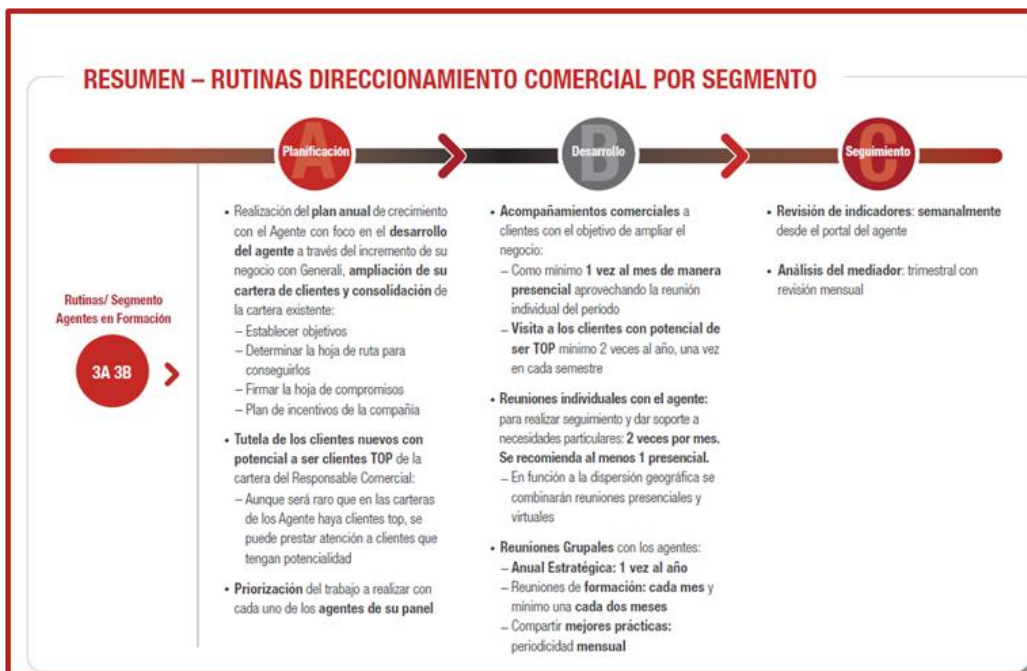 RESUMEN – RUTINAS DIRECCIONAMIENTO COMERCIAL POR SEGMENTO
A
Planificación
B
Desarrollo
C
Seguimiento
Rutinas/ Segmento
Agentes en Formación
3A 3B
• Realización del plan anual de crecimiento
con el Agente con foco en el desarrollo
del agente a través del incremento de su
negocio con Generali, ampliación de su
cartera de clientes y consolidación de
la cartera existente:
– Establecer objetivos
– Determinar la hoja de ruta para
conseguirlos
– Firmar la hoja de compromisos
– Plan de incentivos de la compañía
• Tutela de los clientes nuevos con
potencial a ser clientes TOP de la
cartera del Responsable Comercial:
– Aunque será raro que en las carteras
de los Agente haya clientes top, se
puede prestar atención a clientes que
tengan potencialidad
• Priorización del trabajo a realizar con
cada uno de los agentes de su panel
• Acompañamientos comerciales a
clientes con el objetivo de ampliar el
negocio:
– Como mínimo 1 vez al mes de manera
presencial aprovechando la reunión
individual del período
– Visita a los clientes con potencial de
ser TOP mínimo 2 veces al año, una vez
en cada semestre
• Reuniones individuales con el agente:
para realizar seguimiento y dar soporte a
necesidades particulares: 2 veces por mes.
Se recomienda al menos 1 presencial.
– En función a la dispersión geográfica se
combinarán reuniones presenciales y
virtuales
• Reuniones Grupales con los agentes:
– Anual Estratégica: 1 vez al año
– Reuniones de formación: cada mes y
mínimo una cada dos meses
– Compartir mejores prácticas:
periodicidad mensual
• Revisión de indicadores: semanalmente
desde el portal del agente
• Análisis del mediador: trimestral con
revisión mensual